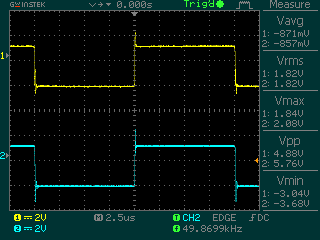 GW INSTEK 0.000s Trig'd Measure
Vavg
1: -871mV
2: -857mV
Vrms
1: 1.82V
2: 1.82V
Vmax
1: 1.84V
2: 2.08V
Vpp
1: 4.88V
2: 5.76V
Vmin
1: -3.04V
2: -3.68V
1
2
1 2V M 2.5us T CH2 EDGE DC
2 2V f 49.8699kHz